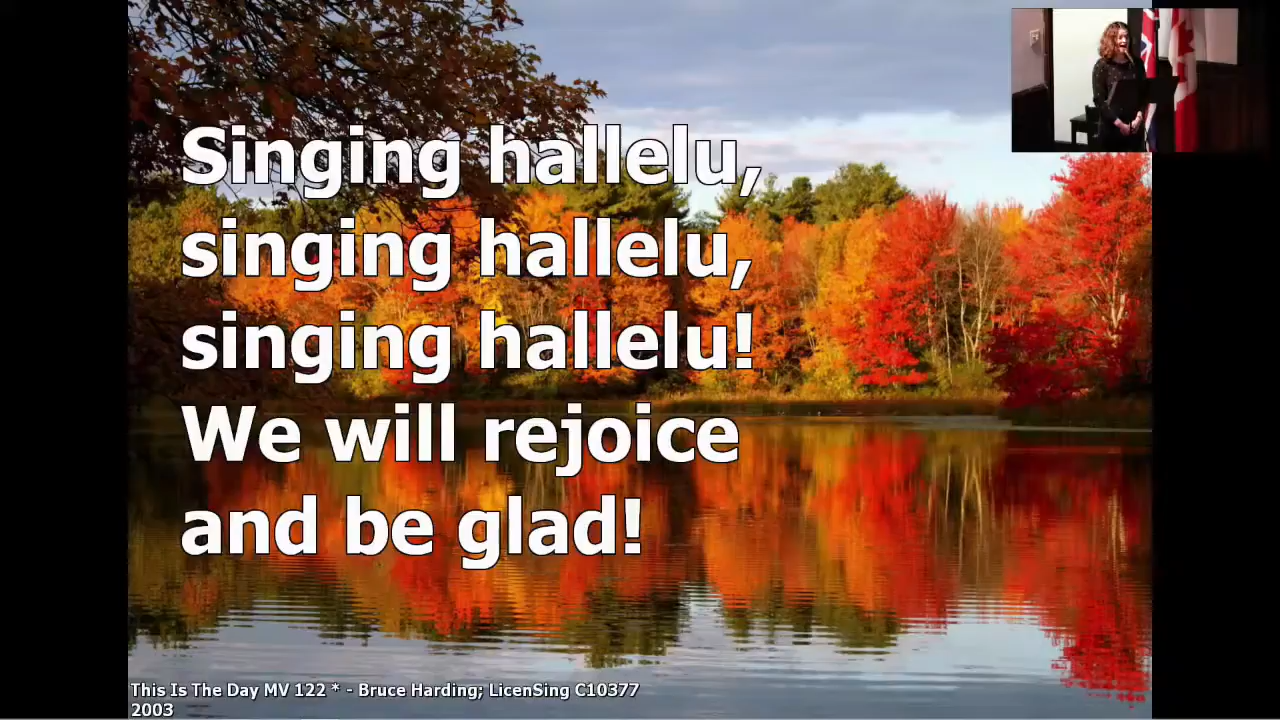 Singing hallelu,
singing hallelu,
singing hallelu!
We will rejoice
and be glad!
This Is The Day MV 122 * - Bruce Harding; LicenSing C10377
2003